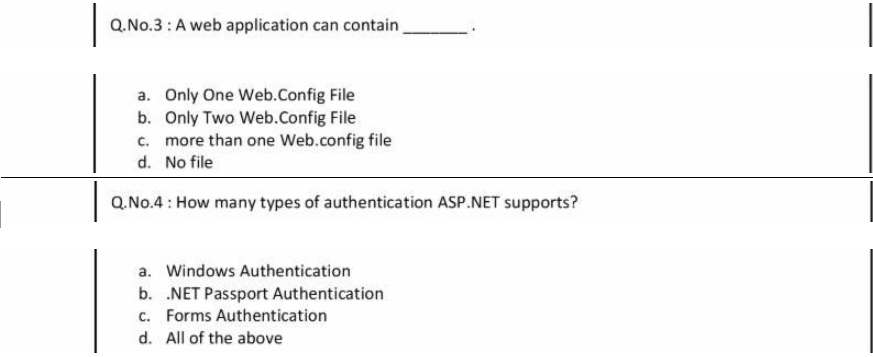 Q.No.3 : A web application can contain _______ .
a. Only One Web.Config File
b. Only Two Web.Config File
c. more than one Web.config file
d. No file
Q.No.4 : How many types of authentication ASP.NET supports?
a. Windows Authentication
b. .NET Passport Authentication
c. Forms Authentication
d. All of the above